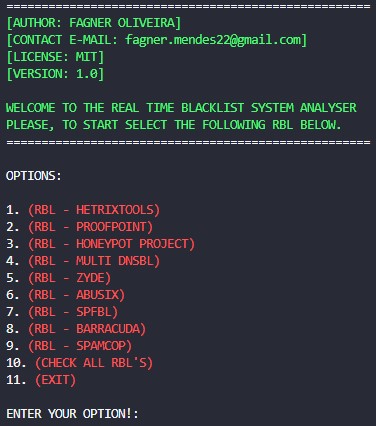 ====================================================
[AUTHOR: FAGNER OLIVEIRA]
[CONTACT E-MAIL: fagner.mendes22@gmail.com]
[LICENSE: MIT]
[VERSION: 1.0]
WELCOME TO THE REAL TIME BLACKLIST SYSTEM ANALYSER
PLEASE, TO START SELECT THE FOLLOWING RBL BELOW.
====================================================
OPTIONS:
1. (RBL - HETRIXTOOLS)
2. (RBL - PROOFPOINT)
3. (RBL - HONEYPOT PROJECT)
4. (RBL - MULTI DNSBL)
5. (RBL - ZYDE)
6. (RBL - ABUSIX)
7. (RBL - SPFBL)
8. (RBL - BARRACUDA)
9. (RBL - SPAMCOP)
10. (CHECK ALL RBL'S)
11. (EXIT)
ENTER YOUR OPTION!: